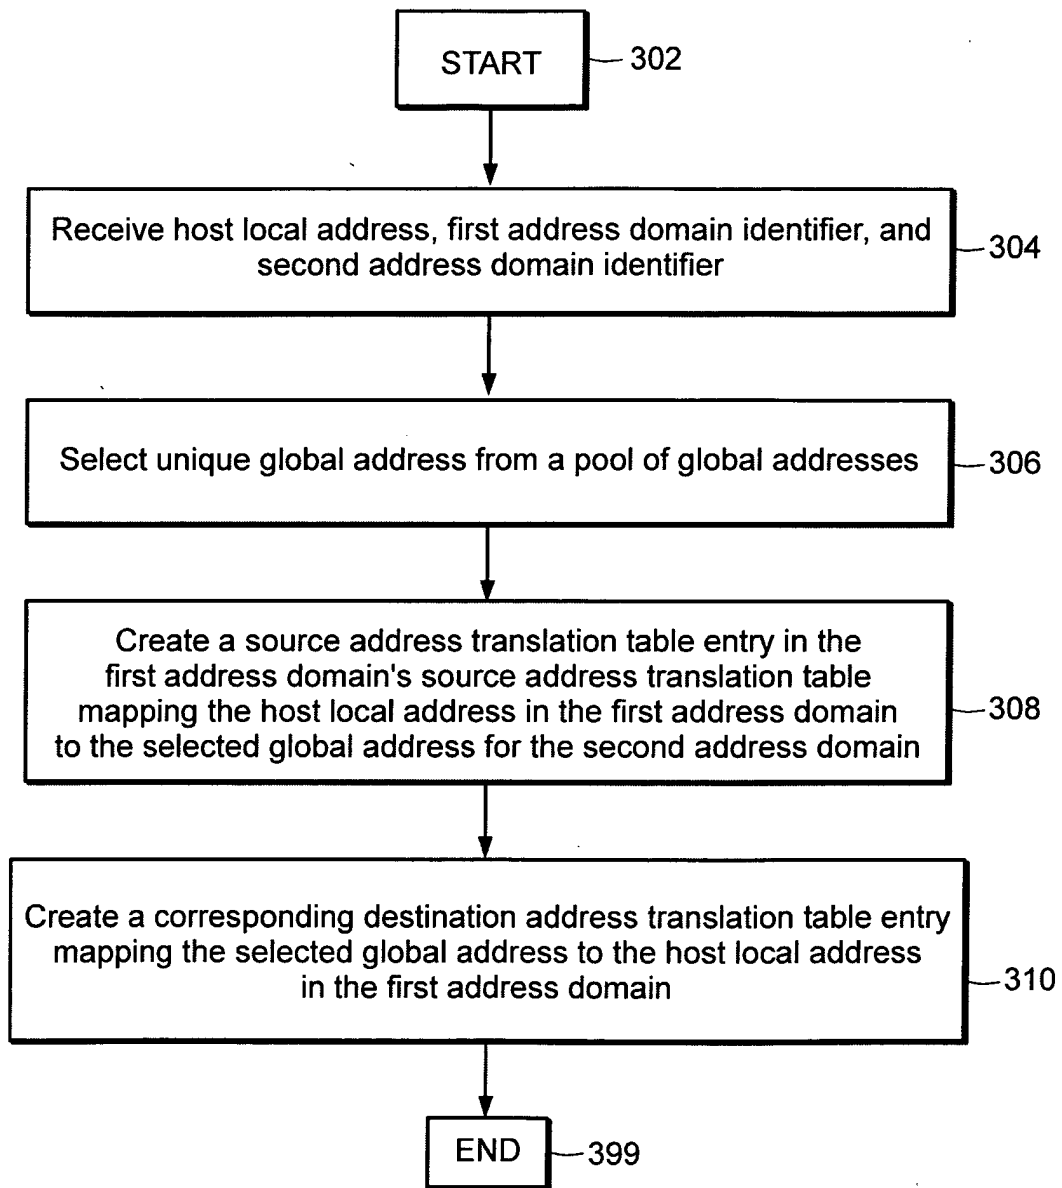 START
302
Receive host local address, first address domain identifier, and
second address domain identifier
304
Select unique global address from a pool of global addresses
306
Create a source address translation table entry in the
first address domain's source address translation table
mapping the host local address in the first address domain
to the selected global address for the second address domain
308
Create a corresponding destination address translation table entry
mapping the selected global address to the host local address
in the first address domain
310
END
399